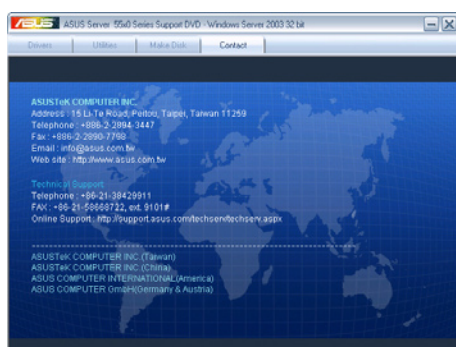 ASUS ASUS Server 55x0 Series Support DVD - Windows Server 2003 32 bit
Drivers Utilities Make Disk Contact
ASUSTeK COMPUTER INC.
Address : 15 Li-Te Road, Peitou, Taipei, Taiwan 11259
Telephone : +886-2-2894-3447
Fax : +886-2-2890-7798
Email : info@asus.com.tw
Web site : http://www.asus.com.tw
Technical Support
Telephone : +86-21-38429911
FAX : +86-21-58668722, ext. 9101#
Online Support : http://support.asus.com/techserv/techserv.aspx
ASUSTeK COMPUTER INC.(Taiwan)
ASUSTeK COMPUTER INC.(China)
ASUS COMPUTER INTERNATIONAL(America)
ASUS COMPUTER GmbH(Germany & Austria)